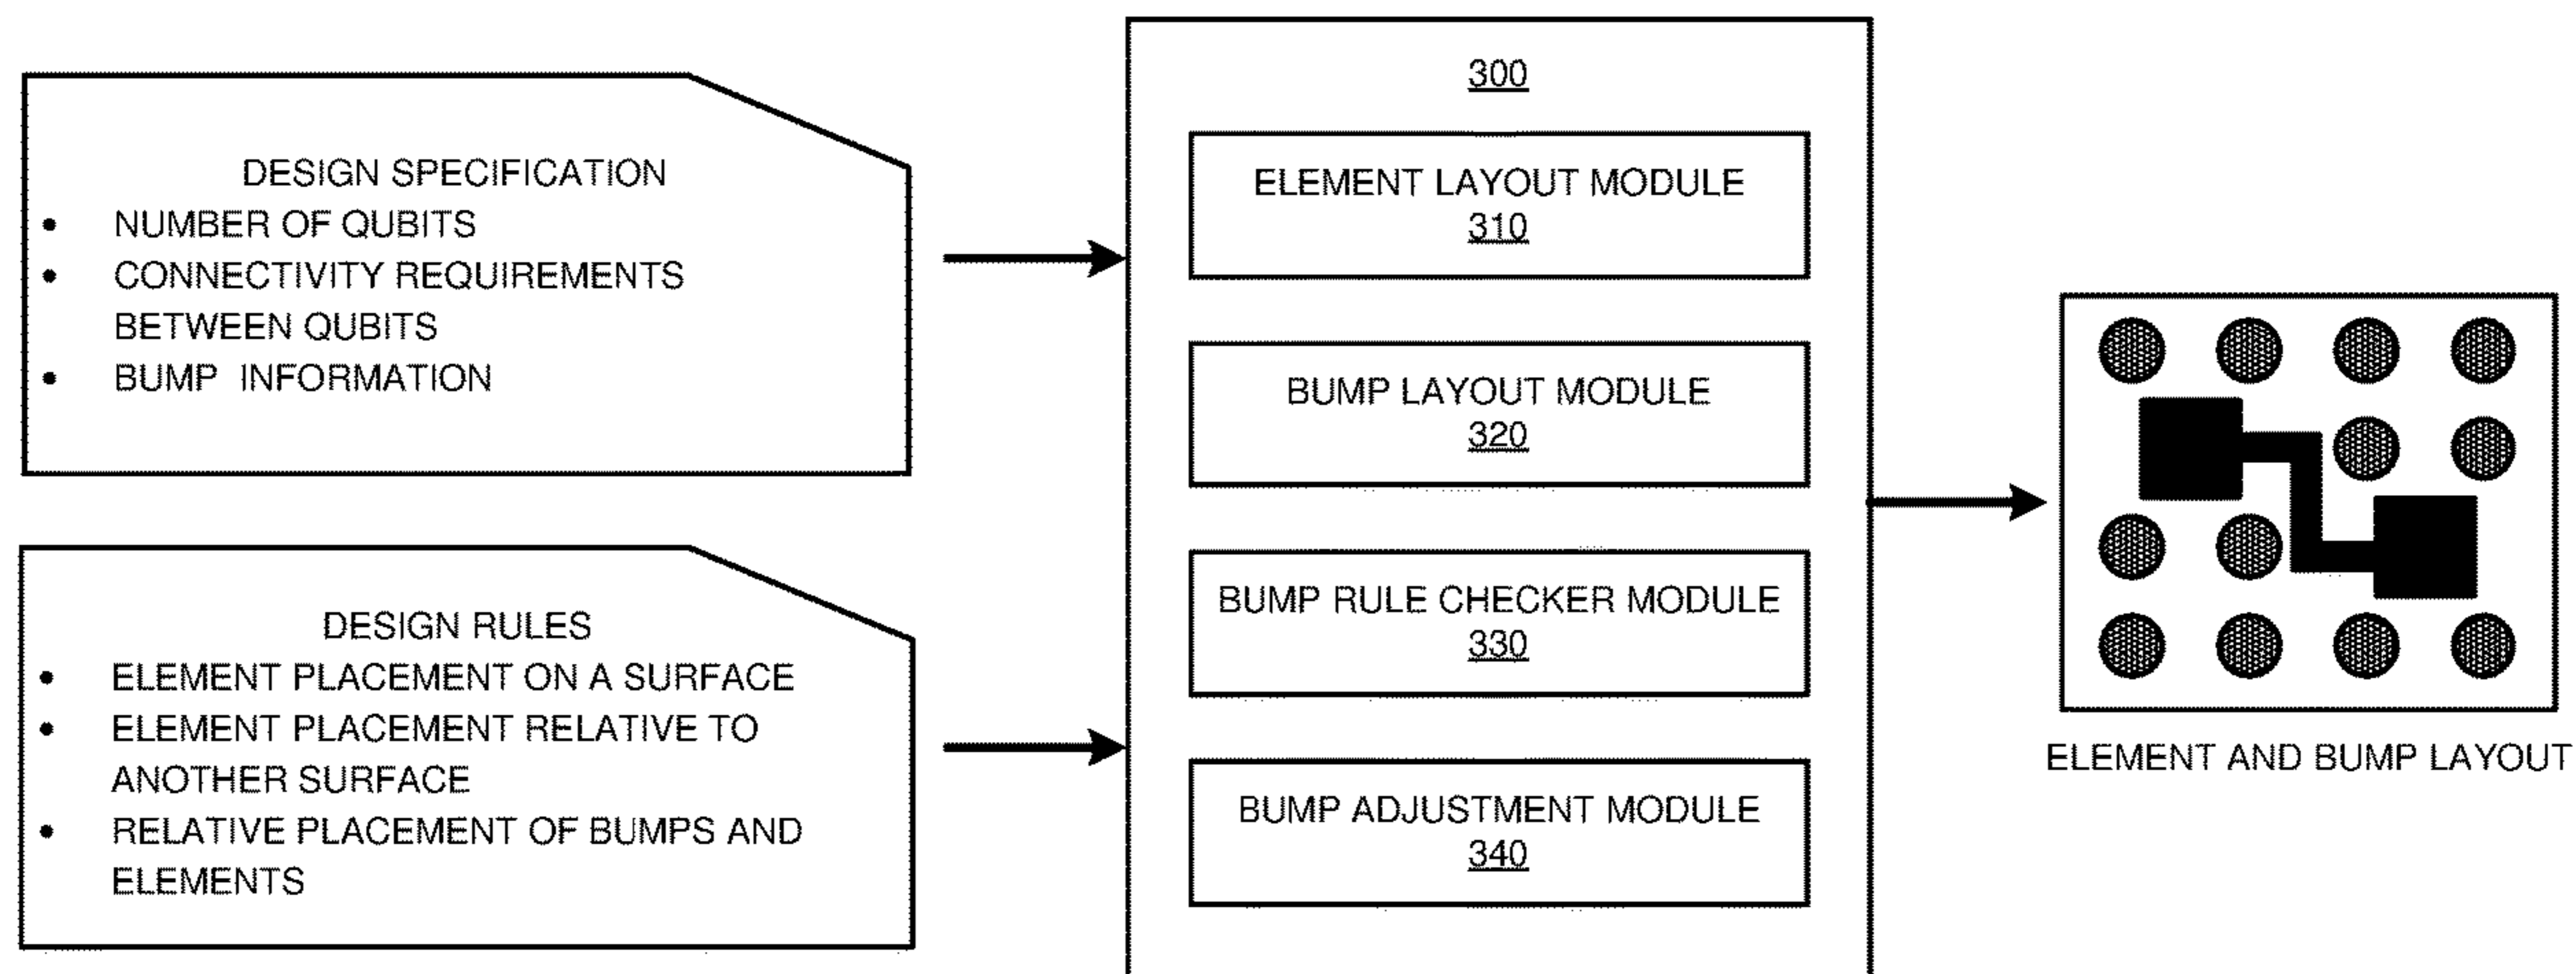 DESIGN SPECIFICATION
• NUMBER OF QUBITS
• CONNECTIVITY REQUIREMENTS
BETWEEN QUBITS
• BUMP INFORMATION
DESIGN RULES
• ELEMENT PLACEMENT ON A SURFACE
• ELEMENT PLACEMENT RELATIVE TO
ANOTHER SURFACE
• RELATIVE PLACEMENT OF BUMPS AND
ELEMENTS
300
ELEMENT LAYOUT MODULE
310
BUMP LAYOUT MODULE
320
BUMP RULE CHECKER MODULE
330
BUMP ADJUSTMENT MODULE
340
ELEMENT AND BUMP LAYOUT